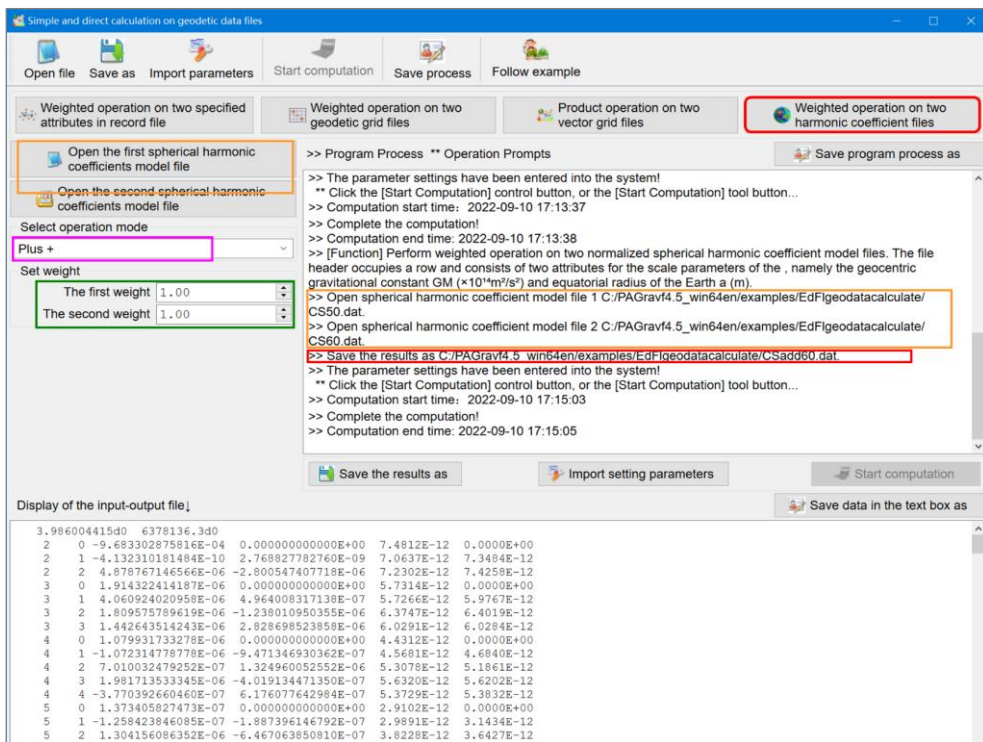 Simple and direct calculation on geodetic data files
Open file Save as Import parameters Start computation Save process Follow example
Weighted operation on two specified attributes in record file
Weighted operation on two geodetic grid files
Product operation on two vector grid files
Weighted operation on two harmonic coefficient files
Open the first spherical harmonic
coefficients model file
Open the second spherical harmonic
coefficients model file
Select operation mode
Plus +
Set weight
The first weight 1.00
The second weight 1.00
>> Program Process ** Operation Prompts
Save program process as
>> The parameter settings have been entered into the system!
** Click the [Start Computation] control button, or the [Start Computation] tool button...
>> Computation start time: 2022-09-10 17:13:37
>> Complete the computation!
>> Computation end time: 2022-09-10 17:13:38
>> [Function] Perform weighted operation on two normalized spherical harmonic coefficient model files. The file
header occupies a row and consists of two attributes for the scale parameters of the , namely the geocentric
gravitational constant GM (×10¹⁴m³/s²) and equatorial radius of the Earth a (m).
>> Open spherical harmonic coefficient model file 1 C:/PAGravf4.5_win64en/examples/EdFlgeodatacalculate/
CS50.dat.
>> Open spherical harmonic coefficient model file 2 C:/PAGravf4.5_win64en/examples/EdFlgeodatacalculate/
CS60.dat.
>> Save the results as C:/PAGravf4.5_win64en/examples/EdFlgeodatacalculate/CSadd60.dat.
>> The parameter settings have been entered into the system!
** Click the [Start Computation] control button, or the [Start Computation] tool button...
>> Computation start time: 2022-09-10 17:15:03
>> Complete the computation!
>> Computation end time: 2022-09-10 17:15:05
Save the results as
Import setting parameters
Start computation
Display of the input-output file↓
Save data in the text box as
3.986004415d0 6378136.3d0
2 0 -9.683302875816E-04 0.000000000000E+00 7.4812E-12 0.0000E+00
2 1 -4.132310181484E-10 2.768827782760E-09 7.0637E-12 7.3484E-12
2 2 4.878767146566E-06 -2.800547407718E-06 7.2302E-12 7.4258E-12
3 0 1.914322414187E-06 0.000000000000E+00 5.7314E-12 0.0000E+00
3 1 4.060924020958E-06 4.964008317138E-07 5.7266E-12 5.9767E-12
3 2 1.809575789619E-06 -1.238010950355E-06 6.3747E-12 6.4019E-12
3 3 1.442643514243E-06 2.828698523858E-06 6.0291E-12 6.0284E-12
4 0 1.079931733278E-06 0.000000000000E+00 4.4312E-12 0.0000E+00
4 1 -1.072314778778E-06 -9.471346930362E-07 4.5681E-12 4.6840E-12
4 2 7.010032479252E-07 1.324960052552E-06 5.3078E-12 5.1861E-12
4 3 1.981713533345E-06 -4.019134471350E-07 5.6320E-12 5.6202E-12
4 4 -3.770392660460E-07 6.176077642984E-07 5.3729E-12 5.3832E-12
5 0 1.373405827473E-07 0.000000000000E+00 2.9102E-12 0.0000E+00
5 1 -1.258423846085E-07 -1.887396146792E-07 2.9891E-12 3.1434E-12
5 2 1.304156086352E-06 -6.467063850810E-07 3.8228E-12 3.6427E-12